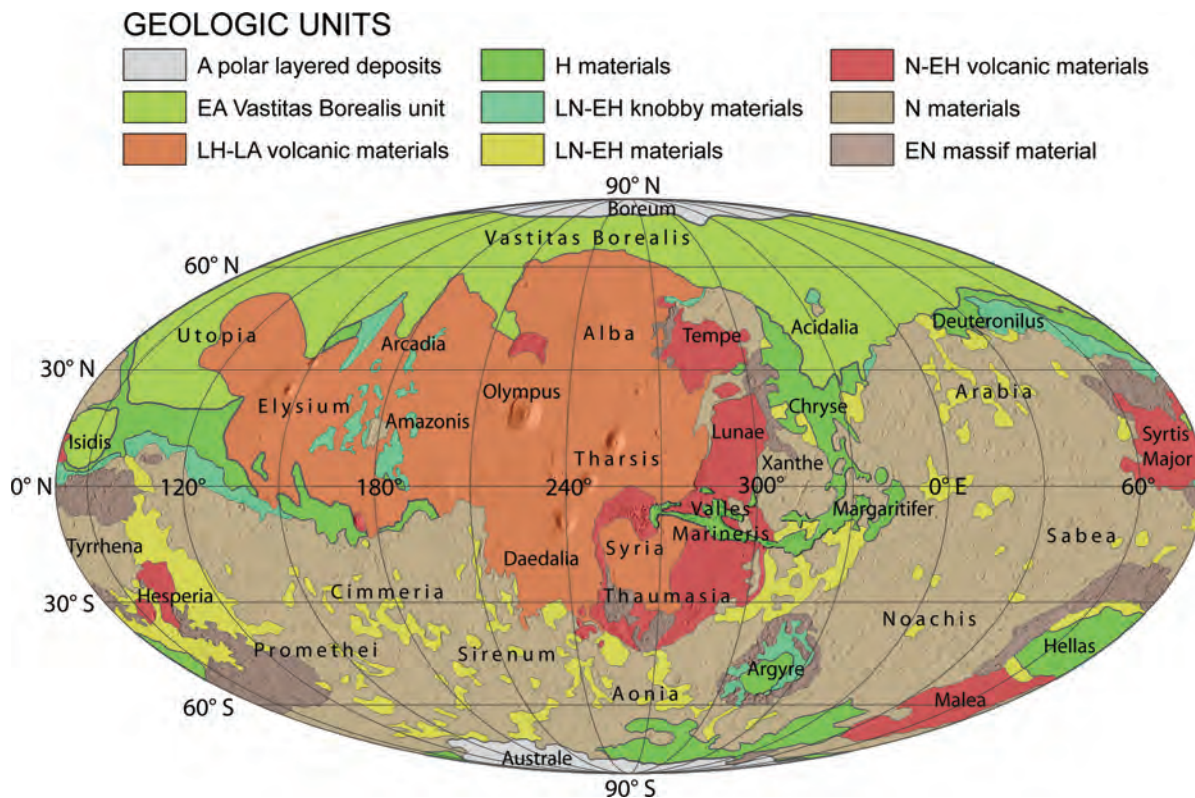 GEOLOGIC UNITS
A polar layered deposits
H materials
N-EH volcanic materials
EA Vastitas Borealis unit
LN-EH knobby materials
N materials
LH-LA volcanic materials
LN-EH materials
EN massif material
90° N
Boreum
Vastitas Borealis
60° N
Utopia
Arcadia
Alba
Tempe
Acidalia
Deuteronilus
30° N
Elysium
Amazonis
Olympus
Lunae
Chryse
Arabia
Isidis
Tharsis
Xanthe
Syrtis
Major
0° N
120°
180°
240°
300°
0° E
60°
Valles
Marineris
Margaritifer
Tyrrhena
Daedalia
Syria
Sabea
Hesperia
Cimmeria
Thaumasia
30° S
Noachis
Promethei
Sirenum
Argyre
Hellas
Aonia
Malea
60° S
Australe
90° S